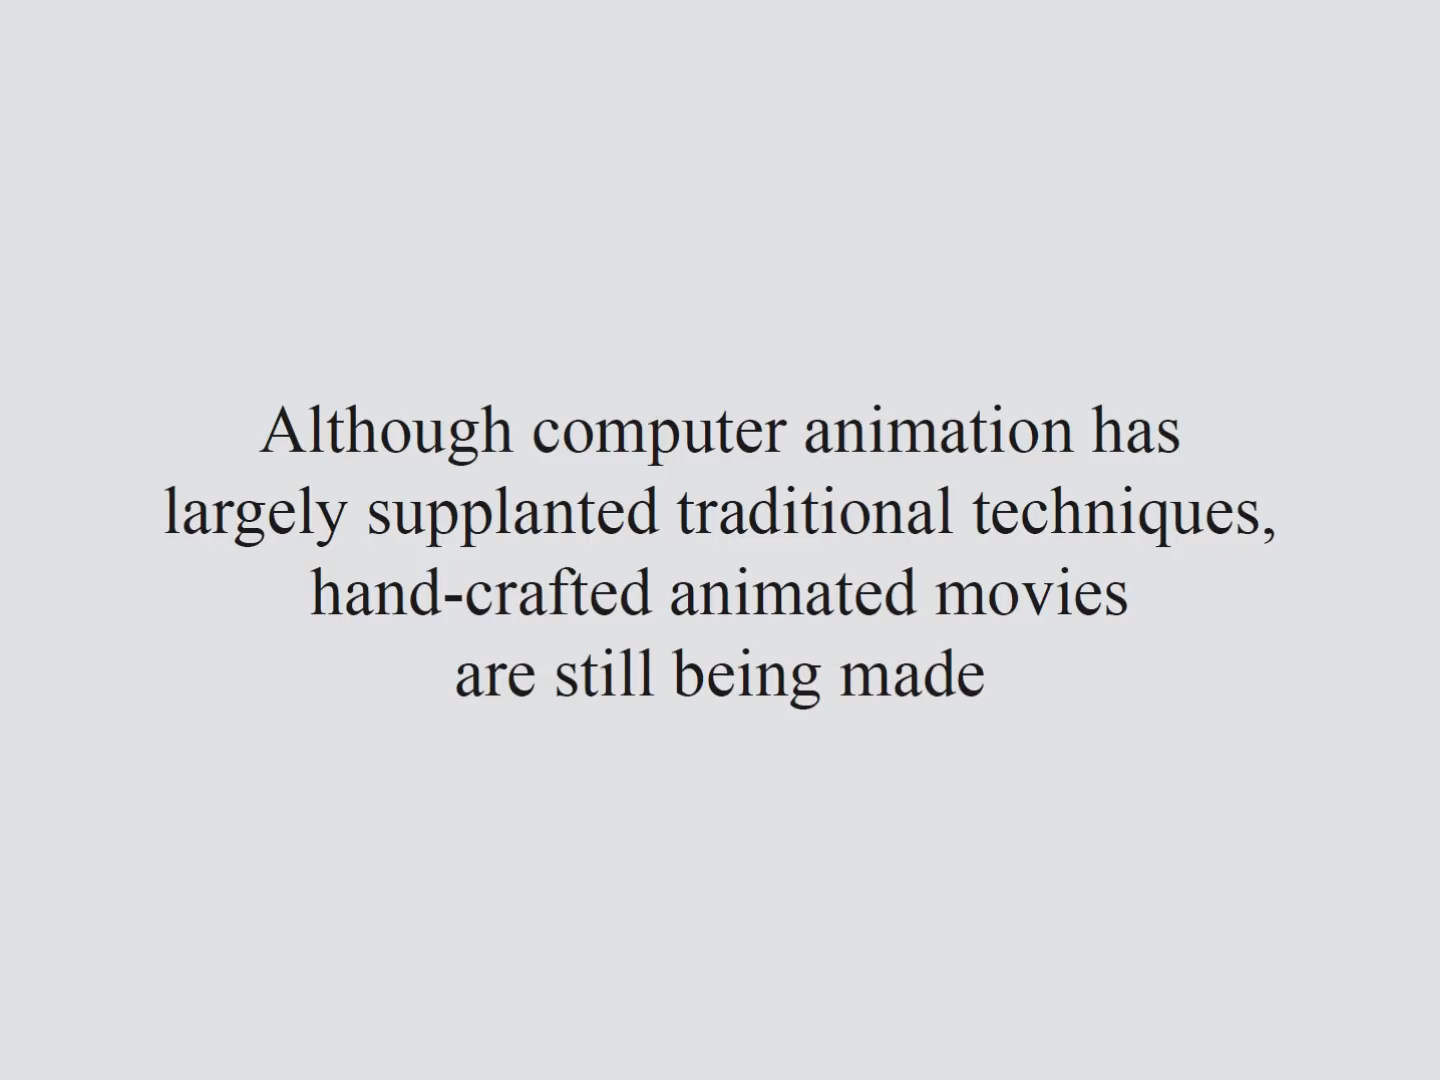 Although computer animation has
largely supplanted traditional techniques,
hand-crafted animated movies
are still being made